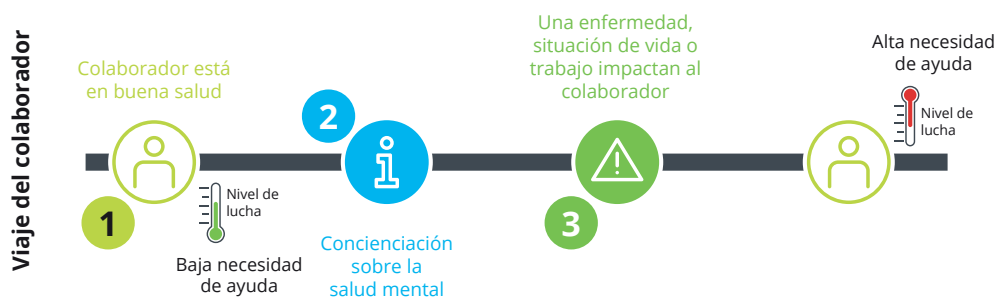 Viaje del colaborador
Colaborador está
en buena salud
1
Nivel de
lucha
Baja necesidad
de ayuda
2
Concienciación
sobre la
salud mental
Una enfermedad,
situación de vida o
trabajo impactan al
colaborador
3
Alta necesidad
de ayuda
Nivel de
lucha